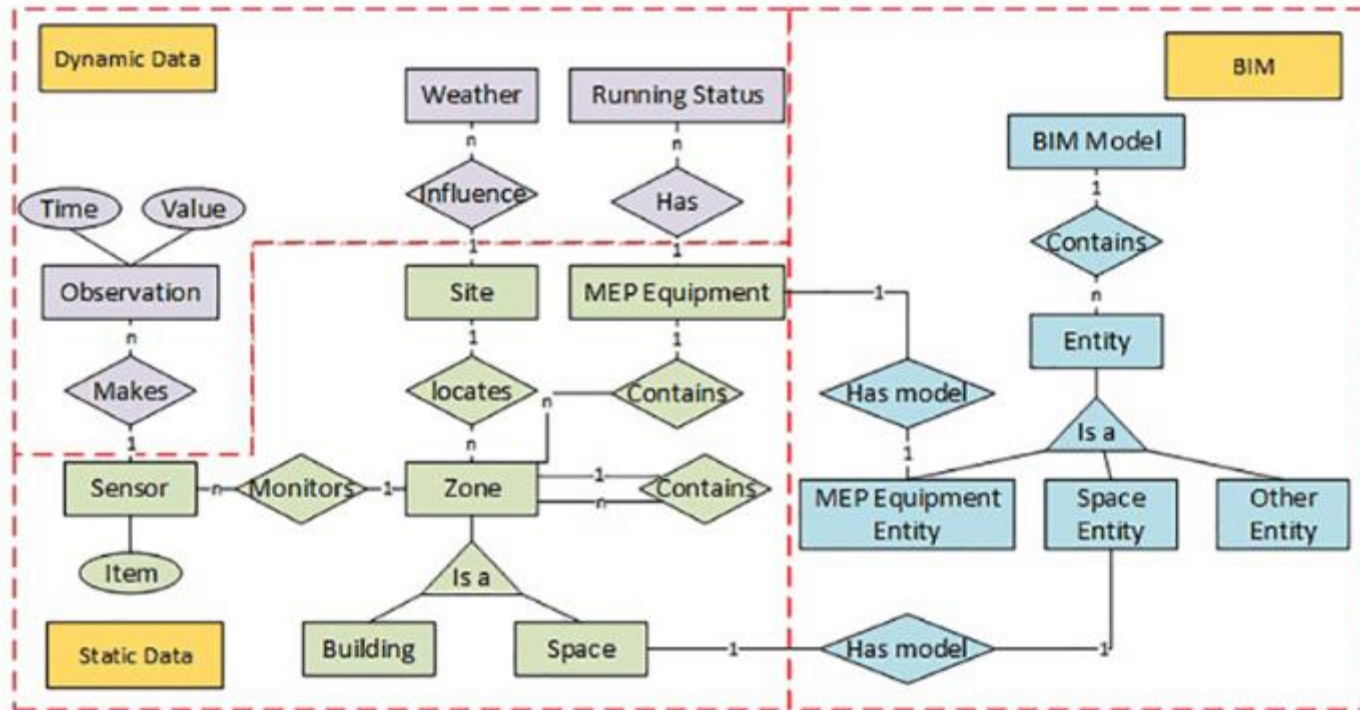 Dynamic Data
BIM
Weather
Running Status
BIM Model
n
n
1
Influence
Has
Time
Value
Contains
1
1
n
Observation
Site
MEP Equipment
1
Entity
n
1
1
Makes
locates
n
Contains
Has model
Is a
1
n
1
Sensor
n
Monitors
1
Zone
1
n
Contains
MEP Equipment
Entity
Space
Entity
Other
Entity
Item
Is a
Static Data
Building
Space
1
Has model
1